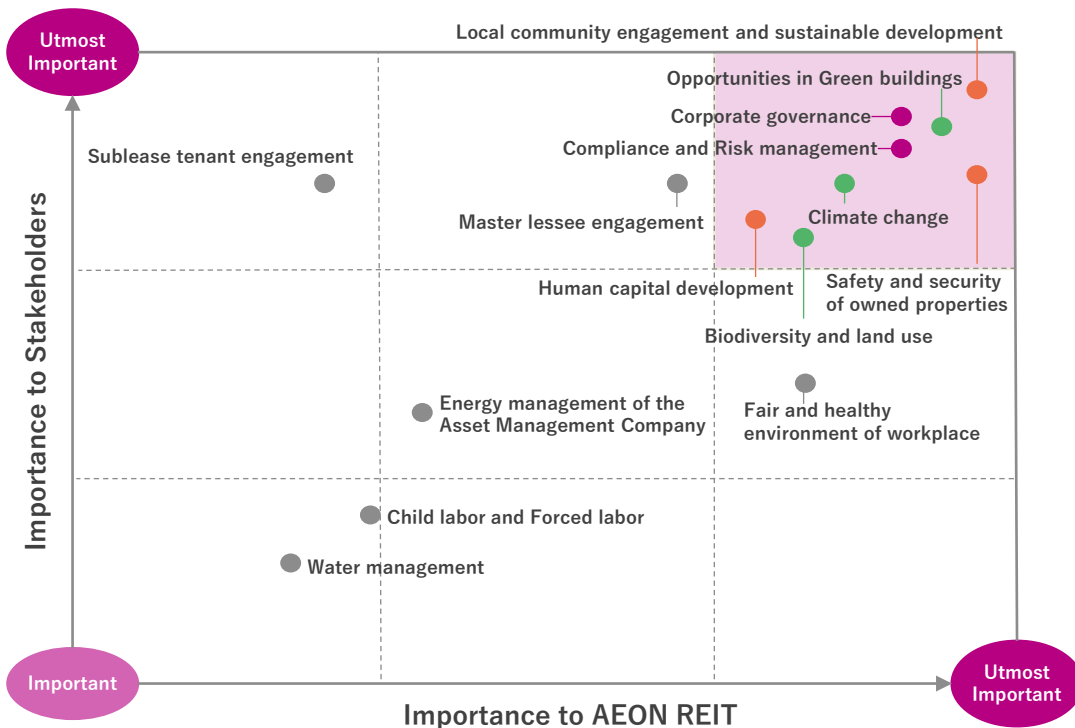 Utmost
Important
Local community engagement and sustainable development
Opportunities in Green buildings
Corporate governance
Compliance and Risk management
Sublease tenant engagement
Master lessee engagement
Climate change
Human capital development
Safety and security
of owned properties
Biodiversity and land use
Energy management of the
Asset Management Company
Fair and healthy
environment of workplace
Child labor and Forced labor
Water management
Importance to Stakeholders
Important
Utmost
Important
Importance to AEON REIT